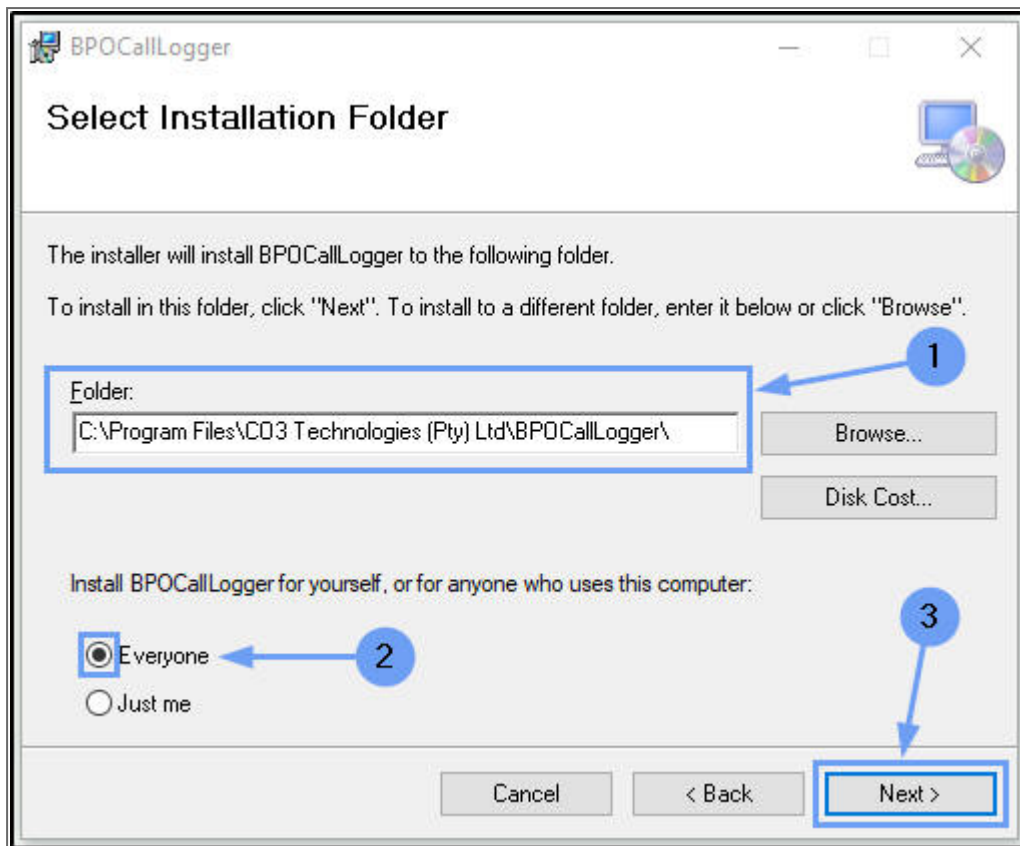 BPOCallLogger
Select Installation Folder
The installer will install BPOCallLogger to the following folder.
To install in this folder, click "Next". To install to a different folder, enter it below or click "Browse".
1
Folder:
C:\Program Files\CO3 Technologies (Pty) Ltd\BPOCallLogger\
Browse...
Disk Cost...
Install BPOCallLogger for yourself, or for anyone who uses this computer:
3
Everyone
2
Just me
Cancel
< Back
Next >